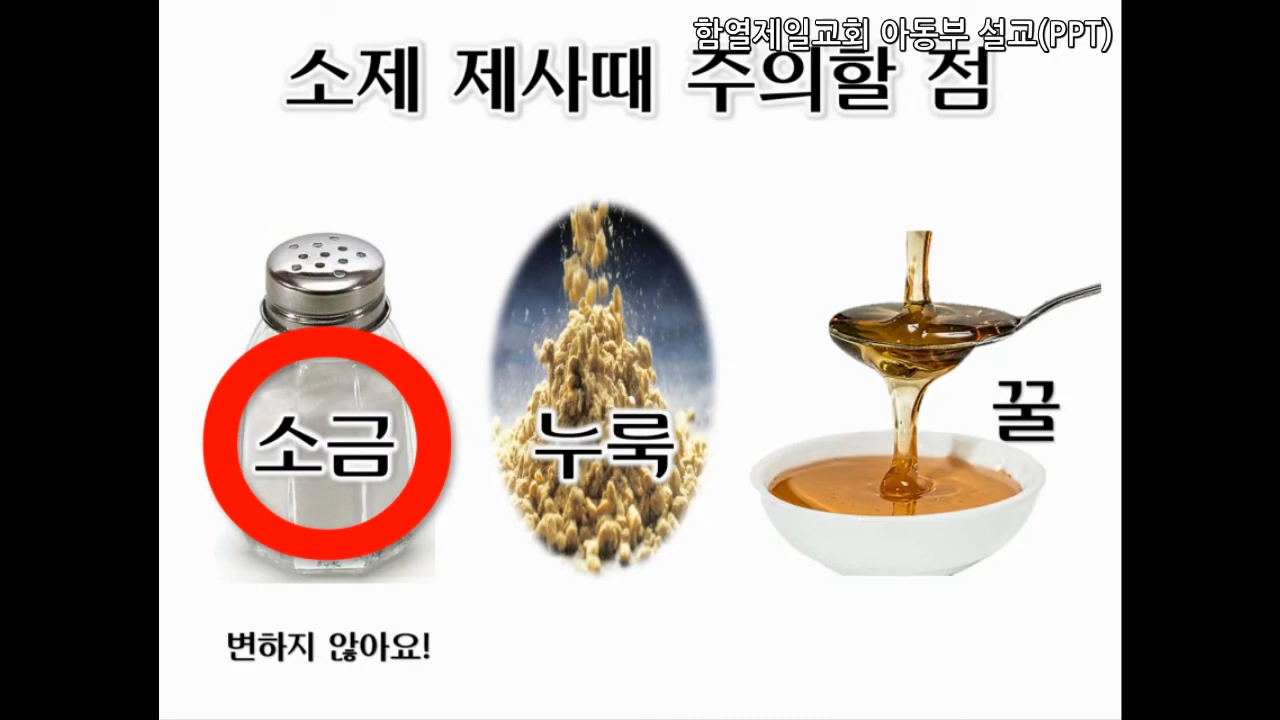 함열제일교회 아동부 설교(PPT)
소제 제사때 주의할 점
소금
누룩
꿀
변하지 않아요!